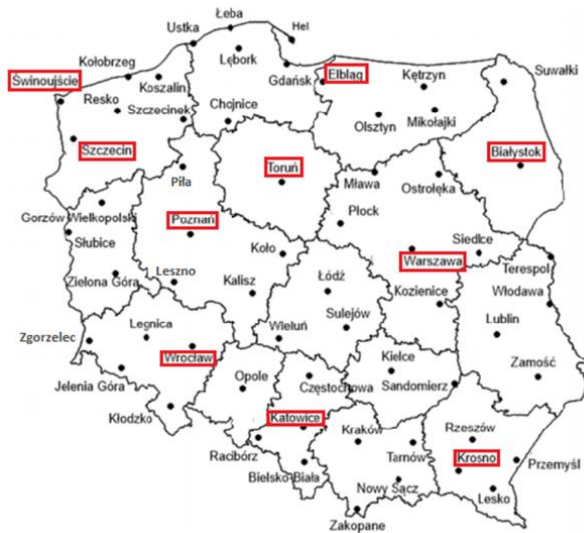 Łeba
Ustka
Hel
Kołobrzeg
Lębork
Świnoujście
Koszalin
Gdańsk
Elbląg
Kętrzyn
Suwałki
Resko
Szczecinek
Chojnice
Olsztyn
Mikołajki
Szczecin
Toruń
Białystok
Piła
Mława
Ostrołęka
Gorzów Wielkopolski
Poznań
Płock
Słubice
Koło
Siedlce
Warszawa
Terespol
Zielona Góra
Leszno
Kalisz
Łódź
Kozienice
Włodawa
Zgorzelec
Legnica
Wieluń
Sulejów
Lublin
Wrocław
Kielce
Zamość
Jelenia Góra
Opole
Częstochowa
Sandomierz
Kłodzko
Katowice
Kraków
Rzeszów
Racibórz
Tarnów
Krosno
Przemyśl
Bielsko-Biała
Nowy Sącz
Lesko
Zakopane